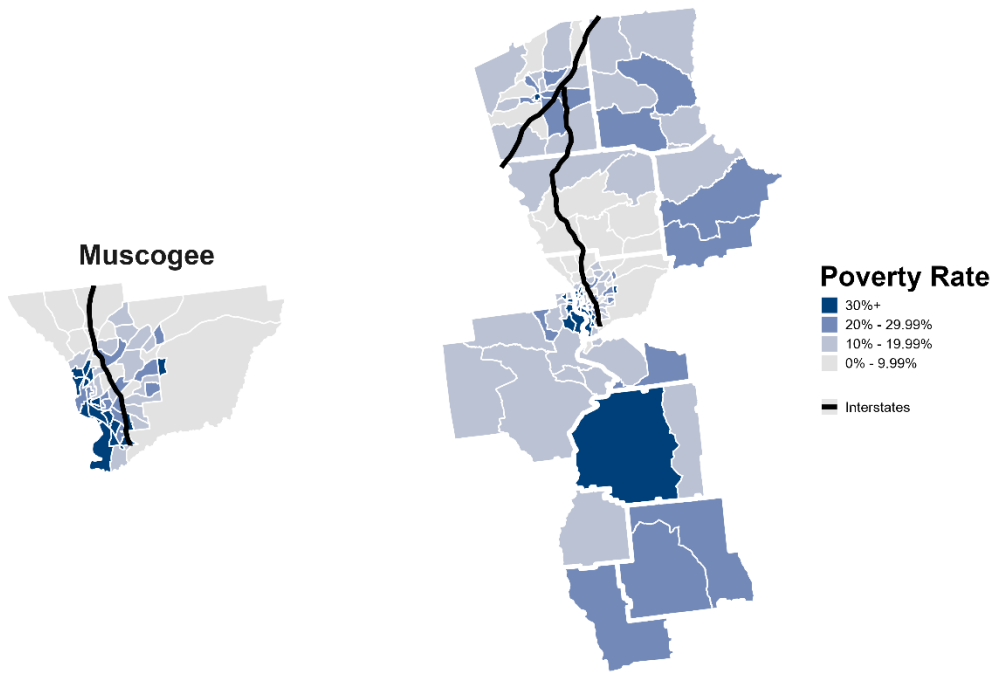 Muscogee
Poverty Rate
30%+
20% - 29.99%
10% - 19.99%
0% - 9.99%
Interstates